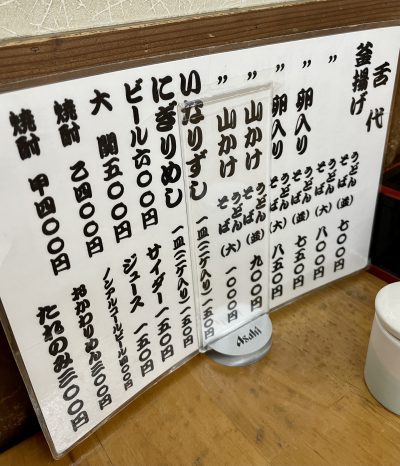 舌代
釜揚げ うどん そば (並) 七〇〇円
〃 うどん そば (大) 八〇〇円
〃 卵入り うどん そば (並) 七五〇円
〃 卵入り うどん そば (大) 八五〇円
〃 山かけ うどん そば (並) 九〇〇円
〃 山かけ うどん そば (大) 一〇〇〇円
いなりずし 一皿(三ケ入り)一五〇円
にぎりめし 一皿(二ケ入り)一五〇円
ビール六〇〇円 サイダー 一五〇円
大関五〇〇円 ジュース 一五〇円
焼酎 乙四〇〇円 ノンアルコールビール四〇〇円
焼酎 甲四〇〇円 おかわりめん三〇〇円
たれのみ三〇〇円
Asahi